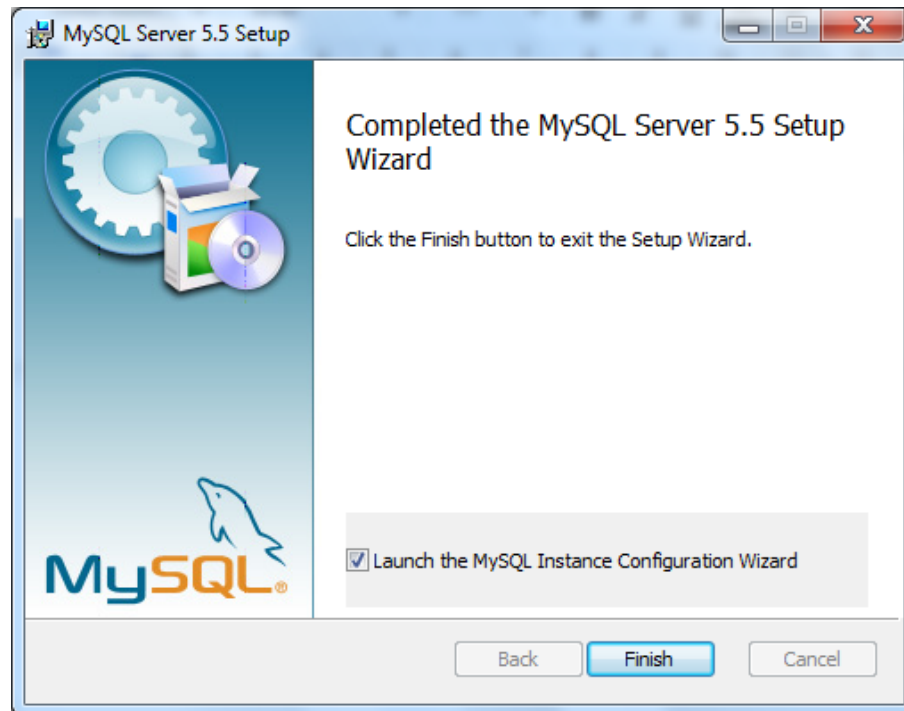 MySQL Server 5.5 Setup
Completed the MySQL Server 5.5 Setup
Wizard
Click the Finish button to exit the Setup Wizard.
Launch the MySQL Instance Configuration Wizard
MySQL®
Back Finish Cancel